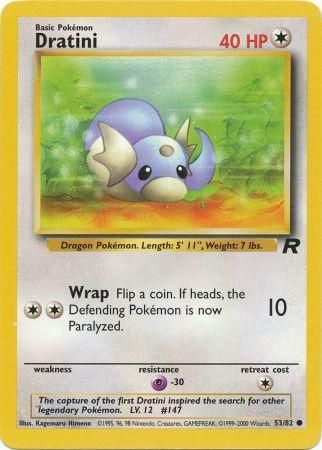 Basic Pokémon
Dratini 40 HP
Dragon Pokémon. Length: 5' 11", Weight: 7 lbs.
R
Wrap Flip a coin. If heads, the
Defending Pokémon is now
Paralyzed.
10
weakness resistance retreat cost
-30
The capture of the first Dratini inspired the search for other
legendary Pokémon. LV. 12 #147
Illus. Kagemaru Himeno ©1995, 96, 98 Nintendo, Creatures, GAMEFREAK. ©1999-2000 Wizards. 53/82